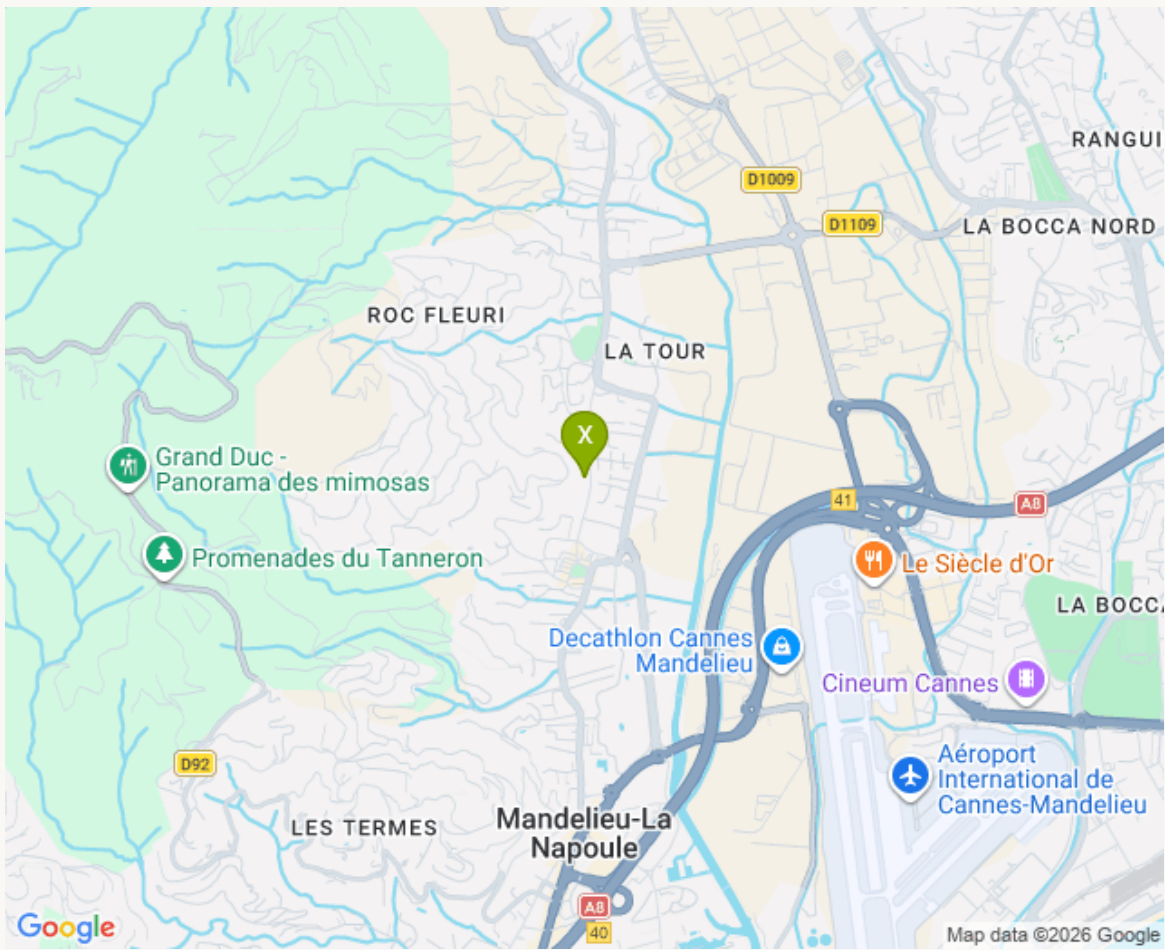 RANGUI
D1009
D1109
LA BOCCA NORD
ROC FLEURI
LA TOUR
X
Grand Duc -
Panorama des mimosas
41
A8
Promenades du Tanneron
Le Siècle d'Or
LA BOCCA
Decathlon Cannes
Mandelieu
Cineum Cannes
D92
Aéroport
International de
Cannes-Mandelieu
Mandelieu-La
Napoule
LES TERMES
A8
40
Google
Map data ©2026 Google